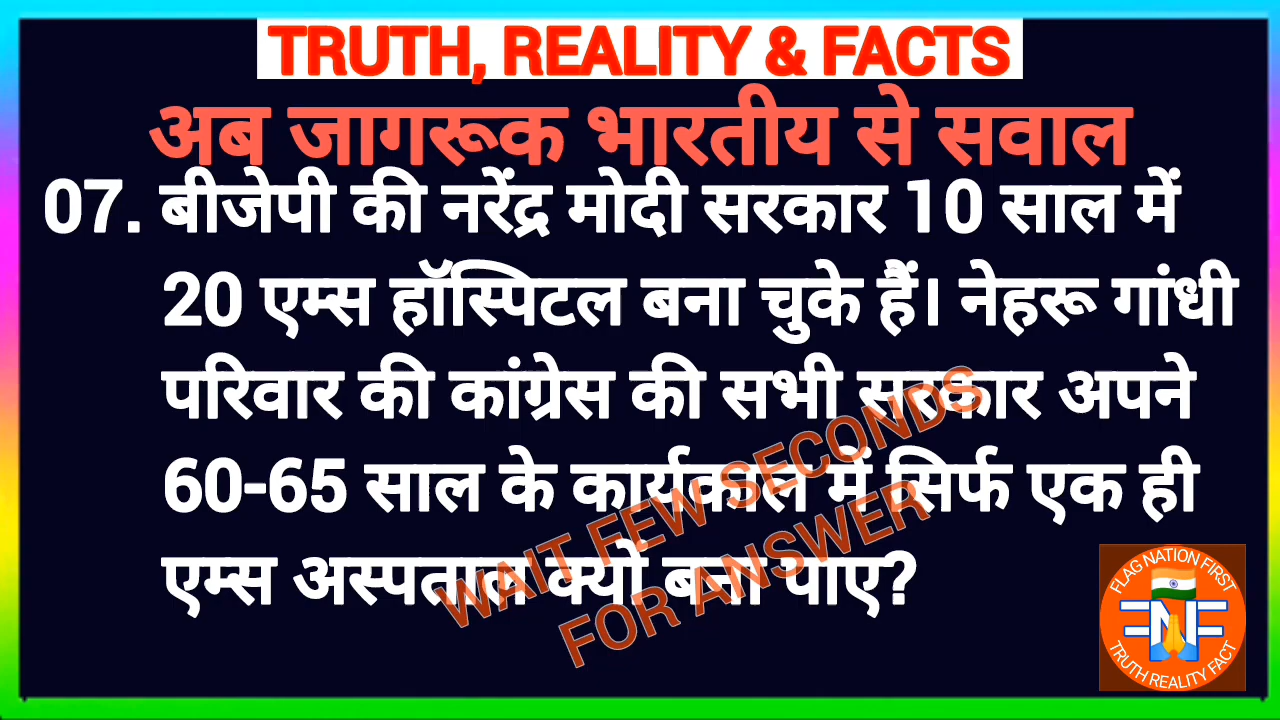 TRUTH, REALITY & FACTS
अब जागरूक भारतीय से सवाल
07. बीजेपी की नरेंद्र मोदी सरकार 10 साल में
20 एम्स हॉस्पिटल बना चुके हैं। नेहरू गांधी
परिवार की कांग्रेस की सभी सरकार अपने
60-65 साल के कार्यकाल में सिर्फ एक ही
एम्स अस्पताल क्यों बना पाए?
WAIT FEW SECONDS
FOR ANSWER
FLAG NATION FIRST
FNF
TRUTH REALITY FACT